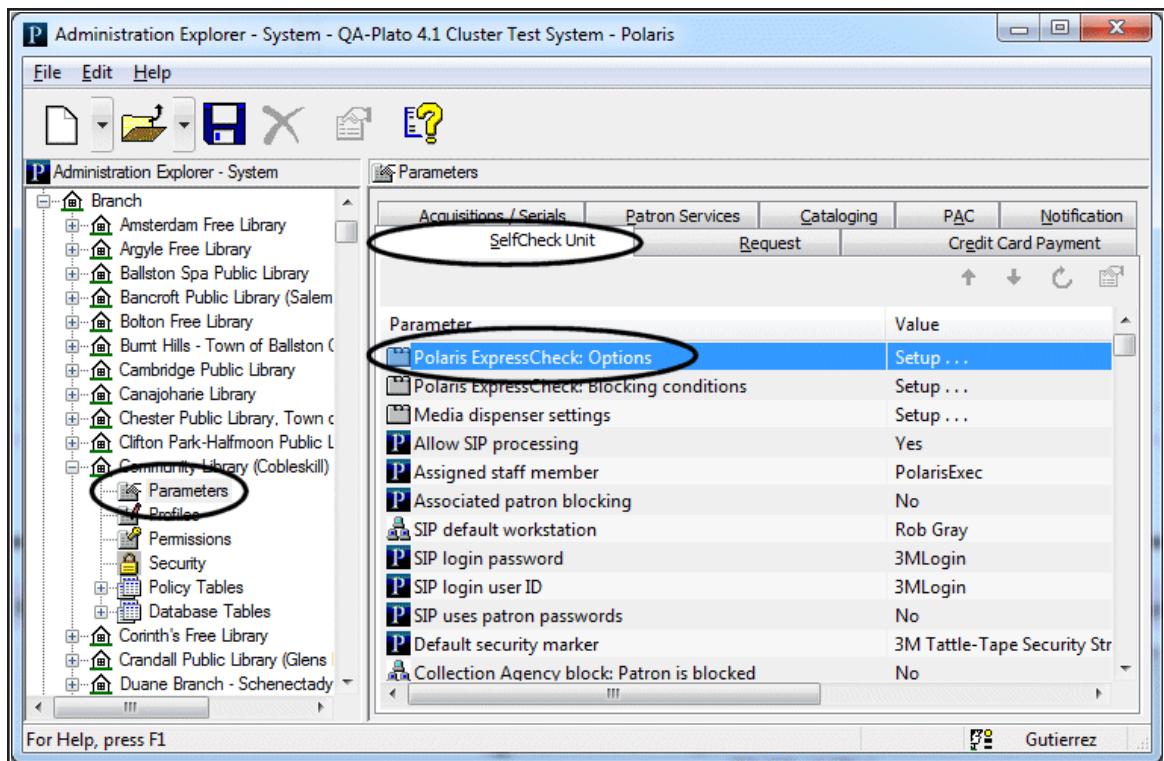 Administration Explorer - System - QA-Plato 4.1 Cluster Test System - Polaris
File Edit Help
Administration Explorer - System
Branch
Amsterdam Free Library
Argyle Free Library
Ballston Spa Public Library
Bancroft Public Library (Salem
Bolton Free Library
Burnt Hills - Town of Ballston (
Cambridge Public Library
Canajoharie Library
Chester Public Library, Town o
Clifton Park-Halfmoon Public L
Community Library (Cobleskill)
Parameters
Profiles
Permissions
Security
Policy Tables
Database Tables
Corinth's Free Library
Crandall Public Library (Glens
Duane Branch - Schenectady
Parameters
Acquisitions / Serials Patron Services Cataloging PAC Notification
SelfCheck Unit Request Credit Card Payment
Parameter Value
Polaris ExpressCheck: Options Setup . . .
Polaris ExpressCheck: Blocking conditions Setup . . .
Media dispenser settings Setup . . .
Allow SIP processing Yes
Assigned staff member PolarisExec
Associated patron blocking No
SIP default workstation Rob Gray
SIP login password 3MLogin
SIP login user ID 3MLogin
SIP uses patron passwords No
Default security marker 3M Tattle-Tape Security Str
Collection Agency block: Patron is blocked No
For Help, press F1 Gutierrez